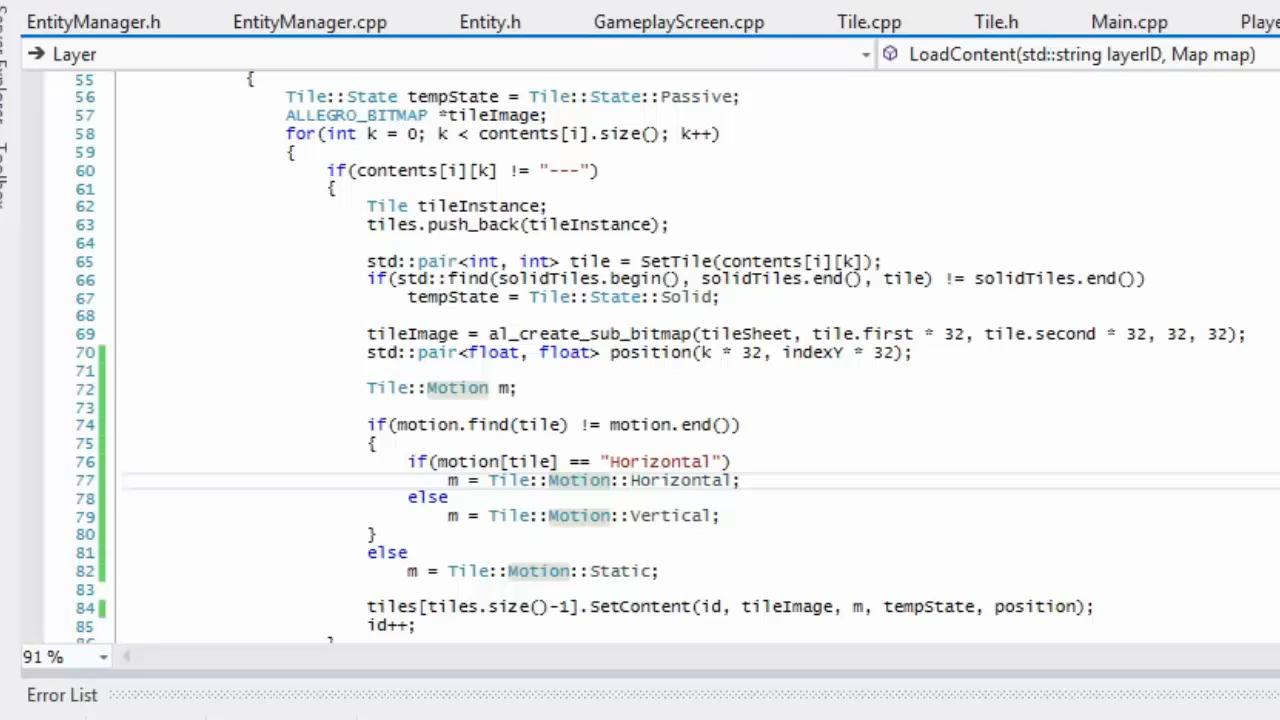 EntityManager.h EntityManager.cpp Entity.h GameplayScreen.cpp Tile.cpp Tile.h Main.cpp Playe
Server Explorer Toolbox
Layer LoadContent(std::string layerID, Map map)
55 {
56 Tile::State tempState = Tile::State::Passive;
57 ALLEGRO_BITMAP *tileImage;
58 for(int k = 0; k < contents[i].size(); k++)
59 {
60 if(contents[i][k] != "---")
61 {
62 Tile tileInstance;
63 tiles.push_back(tileInstance);
64
65 std::pair<int, int> tile = SetTile(contents[i][k]);
66 if(std::find(solidTiles.begin(), solidTiles.end(), tile) != solidTiles.end())
67 tempState = Tile::State::Solid;
68
69 tileImage = al_create_sub_bitmap(tileSheet, tile.first * 32, tile.second * 32, 32, 32);
70 std::pair<float, float> position(k * 32, indexY * 32);
71
72 Tile::Motion m;
73
74 if(motion.find(tile) != motion.end())
75 {
76 if(motion[tile] == "Horizontal")
77 m = Tile::Motion::Horizontal;
78 else
79 m = Tile::Motion::Vertical;
80 }
81 else
82 m = Tile::Motion::Static;
83
84 tiles[tiles.size()-1].SetContent(id, tileImage, m, tempState, position);
85 id++;
86 }
91 %
Error List